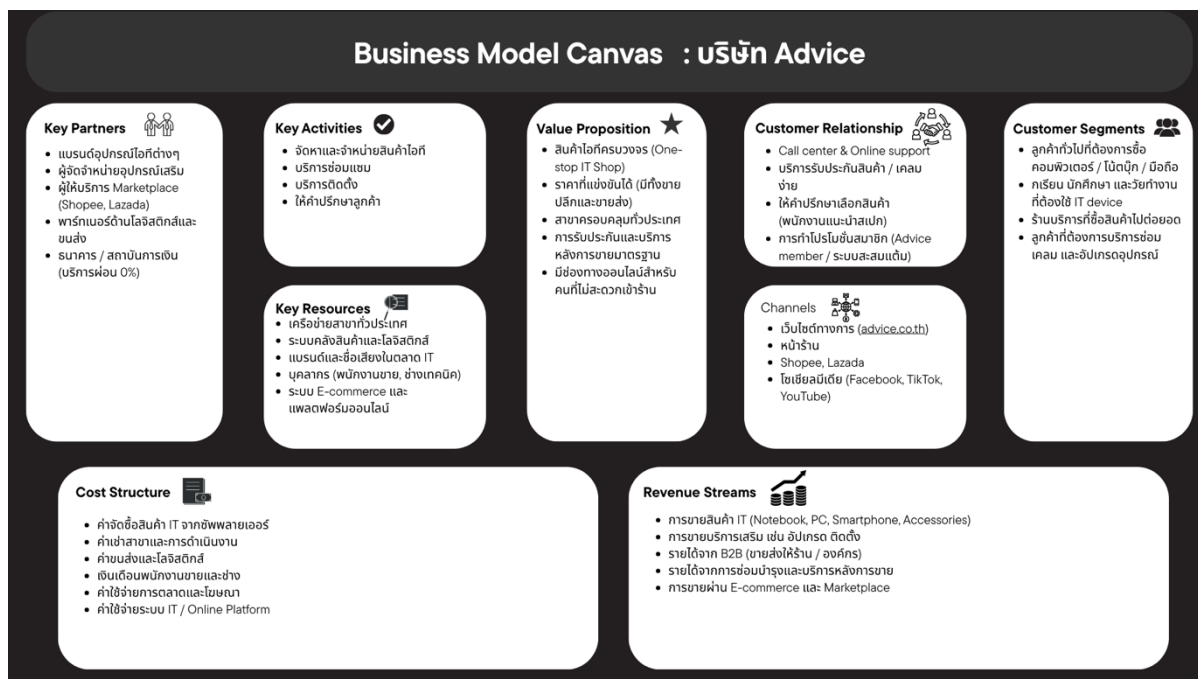 Business Model Canvas : บริษัท Advice
Key Partners
• แบรนด์อุปกรณ์ไอทีต่างๆ
• ผู้จัดจำหน่ายอุปกรณ์เสริม
• ผู้ให้บริการ Marketplace
(Shopee, Lazada)
• พาร์ทเนอร์ด้านโลจิสติกส์และ
ขนส่ง
• ธนาคาร / สถาบันการเงิน
(บริการผ่อน 0%)
Key Activities
• จัดหาและจำหน่ายสินค้าไอที
• บริการซ่อมแซม
• บริการติดตั้ง
• ให้คำปรึกษาลูกค้า
Key Resources
• เครือข่ายสาขาทั่วประเทศ
• ระบบคลังสินค้าและโลจิสติกส์
• แบรนด์และชื่อเสียงในตลาด IT
• บุคลากร (พนักงานขาย, ช่างเทคนิค)
• ระบบ E-commerce และ
แพลตฟอร์มออนไลน์
Value Proposition
• สินค้าไอทีครบวงจร (One-
stop IT Shop)
• ราคาที่แข่งขันได้ (มีทั้งขาย
ปลีกและขายส่ง)
• สาขาครอบคลุมทั่วประเทศ
• การรับประกันและบริการ
หลังการขายมาตรฐาน
• มีช่องทางออนไลน์สำหรับ
คนที่ไม่สะดวกเข้าร้าน
Customer Relationship
• Call center & Online support
• บริการรับประกันสินค้า / เคลม
ง่าย
• ให้คำปรึกษาเลือกสินค้า
(พนักงานแนะนำสเปก)
• การทำโปรโมชั่นสมาชิก (Advice
member / ระบบสะสมแต้ม)
Channels
• เว็บไซต์ทางการ (advice.co.th)
• หน้าร้าน
• Shopee, Lazada
• โซเชียลมีเดีย (Facebook, TikTok,
YouTube)
Customer Segments
• ลูกค้าทั่วไปที่ต้องการซื้อ
คอมพิวเตอร์ / โน้ตบุ๊ก / มือถือ
• กเรียน นักศึกษา และวัยทำงาน
ที่ต้องใช้ IT device
• ร้านบริการที่ซื้อสินค้าไปต่อยอด
• ลูกค้าที่ต้องการบริการซ่อม
เคลม และอัปเกรดอุปกรณ์
Cost Structure
• ค่าจัดซื้อสินค้า IT จากซัพพลายเออร์
• ค่าเช่าสาขาและการดำเนินงาน
• ค่าขนส่งและโลจิสติกส์
• เงินเดือนพนักงานขายและช่าง
• ค่าใช้จ่ายการตลาดและโฆษณา
• ค่าใช้จ่ายระบบ IT / Online Platform
Revenue Streams
• การขายสินค้า IT (Notebook, PC, Smartphone, Accessories)
• การขายบริการเสริม เช่น อัปเกรด ติดตั้ง
• รายได้จาก B2B (ขายส่งให้ร้าน / องค์กร)
• รายได้จากการซ่อมบำรุงและบริการหลังการขาย
• การขายผ่าน E-commerce และ Marketplace